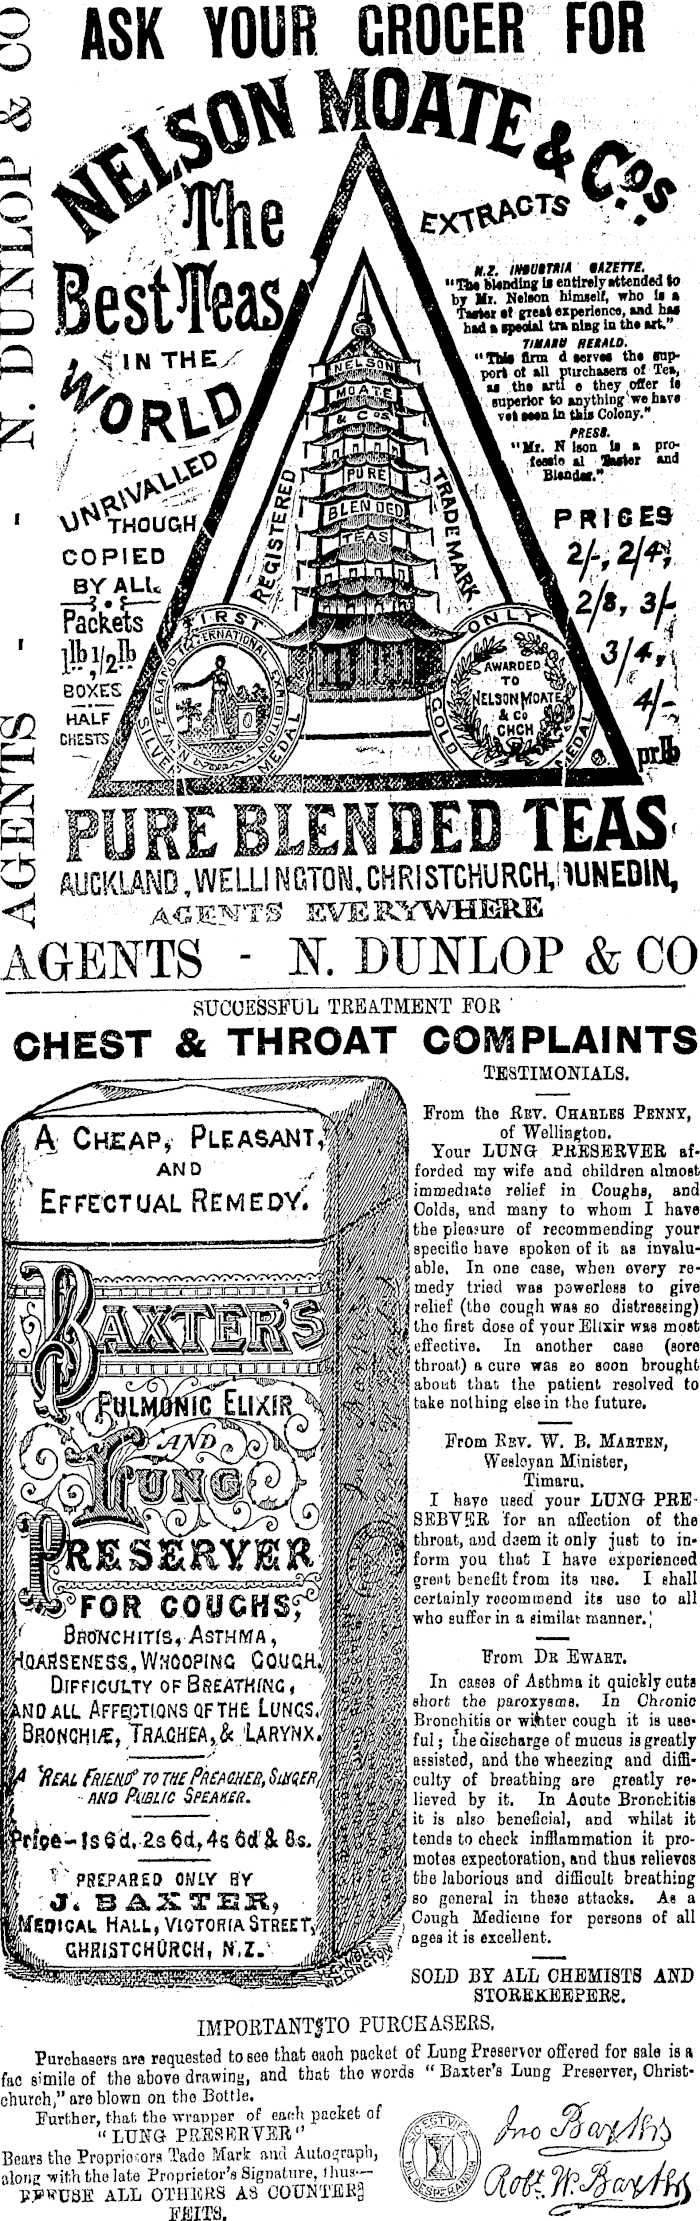 ASK YOUR GROCER FOR
NELSON MOATE & Cos.
The
Best Teas
IN THE
WORLD
UNRIVALLED
THOUGH
COPIED
BY ALL
Packets
1lb, 1/2lb
BOXES
HALF
CHESTS
EXTRACTS
N.Z. INDUSTRIA GAZETTE.
"The blending is entirely attended to
by Mr. Nelson himself, who is a
Taster of great experience, and has
had a special tra ning in the art."
TIMARU HERALD.
"This firm d serves the sup-
port of all purchasers of Tea,
as the arti e they offer is
superior to anything we have
yet seen in this Colony."
PRESS.
"Mr. N lson is a pro-
fessio al Taster and
Blender."
PRICES
2/-, 2/4,
2/8, 3/-
3/4,
4/-
pr lb
NELSON
MOATE
& COS
PURE
BLENDED
TEAS
REGISTERED
TRADE MARK
FIRST
SILVER MEDAL
NEW ZEALAND INTERNATIONAL EXHIBITION
ONLY
GOLD MEDAL
AWARDED
TO
NELSON MOATE
& Co
CHCH
PURE BLENDED TEAS
AUCKLAND, WELLINGTON, CHRISTCHURCH, DUNEDIN,
AGENTS EVERYWHERE
AGENTS - - N. DUNLOP & CO
AGENTS - N. DUNLOP & CO
SUCCESSFUL TREATMENT FOR
CHEST & THROAT COMPLAINTS
A CHEAP, PLEASANT,
AND
EFFECTUAL REMEDY.
BAXTER'S
PULMONIC ELIXIR
AND
LUNG
PRESERVER
FOR COUGHS,
BRONCHITIS, ASTHMA,
HOARSENESS, WHOOPING COUGH,
DIFFICULTY OF BREATHING,
AND ALL AFFECTIONS OF THE LUNGS,
BRONCHIÆ, TRACHEA, & LARYNX.
A "REAL FRIEND" TO THE PREACHER, SINGER
AND PUBLIC SPEAKER.
Price – 1s 6d, 2s 6d, 4s 6d & 8s.
PREPARED ONLY BY
J. BAXTER,
MEDICAL HALL, VICTORIA STREET,
CHRISTCHURCH, N.Z.
GAMBLE
WELLINGTON
TESTIMONIALS.
From the REV. CHARLES PENNY,
of Wellington.
Your LUNG PRESERVER af-
forded my wife and children almost
immediate relief in Coughs, and
Colds, and many to whom I have
the pleasure of recommending your
specific have spoken of it as invalu-
able. In one case, when every re-
medy tried was powerless to give
relief (the cough was so distressing)
the first dose of your Elixir was most
effective. In another case (sore
throat) a cure was so soon brought
about that the patient resolved to
take nothing else in the future.
From REV. W. B. MARTEN,
Wesleyan Minister,
Timaru.
I have used your LUNG PRE-
SERVER for an affection of the
throat, and deem it only just to in-
form you that I have experienced
great benefit from its use. I shall
certainly recommend its use to all
who suffer in a similar manner.
From DR EWART.
In cases of Asthma it quickly cuts
short the paroxysms. In Chronic
Bronchitis or winter cough it is use-
ful; the discharge of mucus is greatly
assisted, and the wheezing and diffi-
culty of breathing are greatly re-
lieved by it. In Acute Bronchitis
it is also beneficial, and whilst it
tends to check infflammation it pro-
motes expectoration, and thus relieves
the laborious and difficult breathing
so general in these attacks. As a
Cough Medicine for persons of all
ages it is excellent.
SOLD BY ALL CHEMISTS AND
STOREKEEPERS.
IMPORTANT TO PURCHASERS.
Purchasers are requested to see that each packet of Lung Preserver offered for sale is a
fac simile of the above drawing, and that the words "Baxter's Lung Preserver, Christ-
church," are blown on the Bottle.
Further, that the wrapper of each packet of
"LUNG PRESERVER"
Bears the Proprietors Tade Mark and Autograph,
along with the late Proprietor's Signature, thus—
REFUSE ALL OTHERS AS COUNTER
FEITS.
DIC EST VITA
NIL DESPERANDUM
Jno Baxter
Robt. W. Baxter